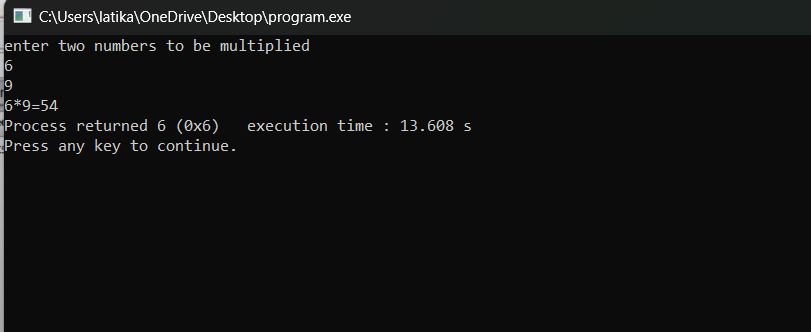 C:\Users\latika\OneDrive\Desktop\program.exe
enter two numbers to be multiplied
6
9
6*9=54
Process returned 6 (0x6)   execution time : 13.608 s
Press any key to continue.